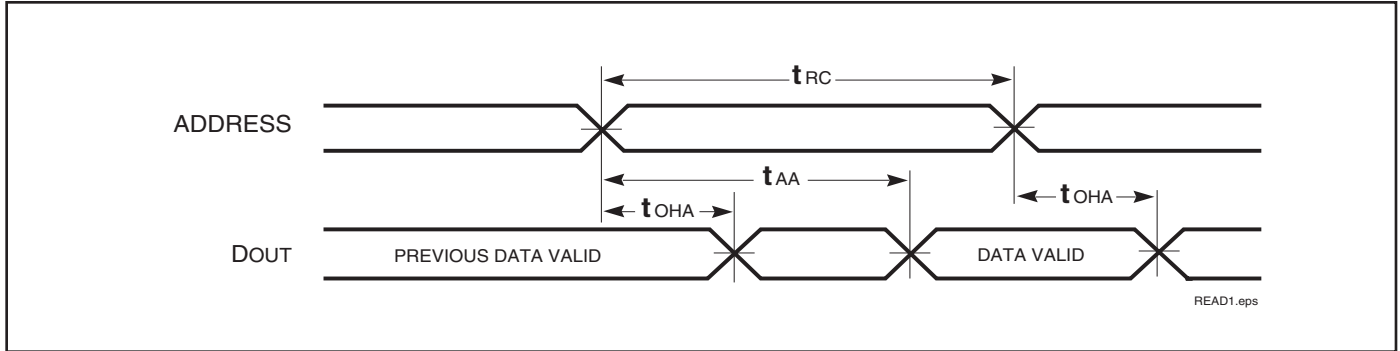 tRC
ADDRESS
tAA
tOHA
tOHA
DOUT
PREVIOUS DATA VALID
DATA VALID
READ1.eps